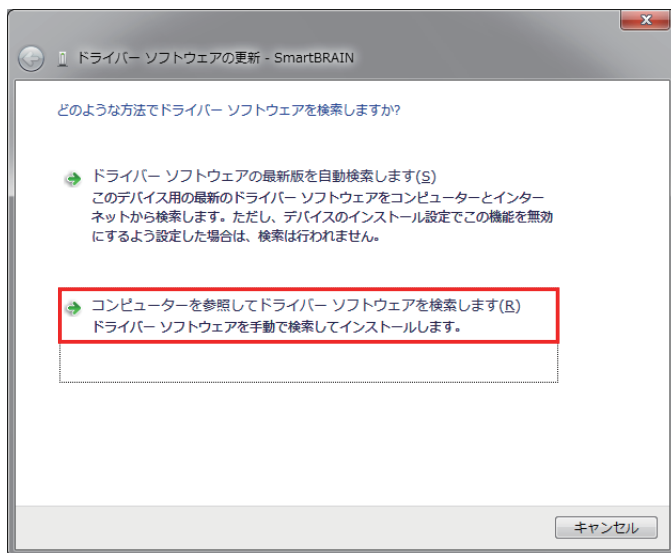 ドライバー ソフトウェアの更新 - SmartBRAIN
どのような方法でドライバー ソフトウェアを検索しますか?
ドライバー ソフトウェアの最新版を自動検索します(S)
このデバイス用の最新のドライバー ソフトウェアをコンピューターとインター
ネットから検索します。ただし、デバイスのインストール設定でこの機能を無効
にするよう設定した場合は、検索は行われません。
コンピューターを参照してドライバー ソフトウェアを検索します(R)
ドライバー ソフトウェアを手動で検索してインストールします。
キャンセル